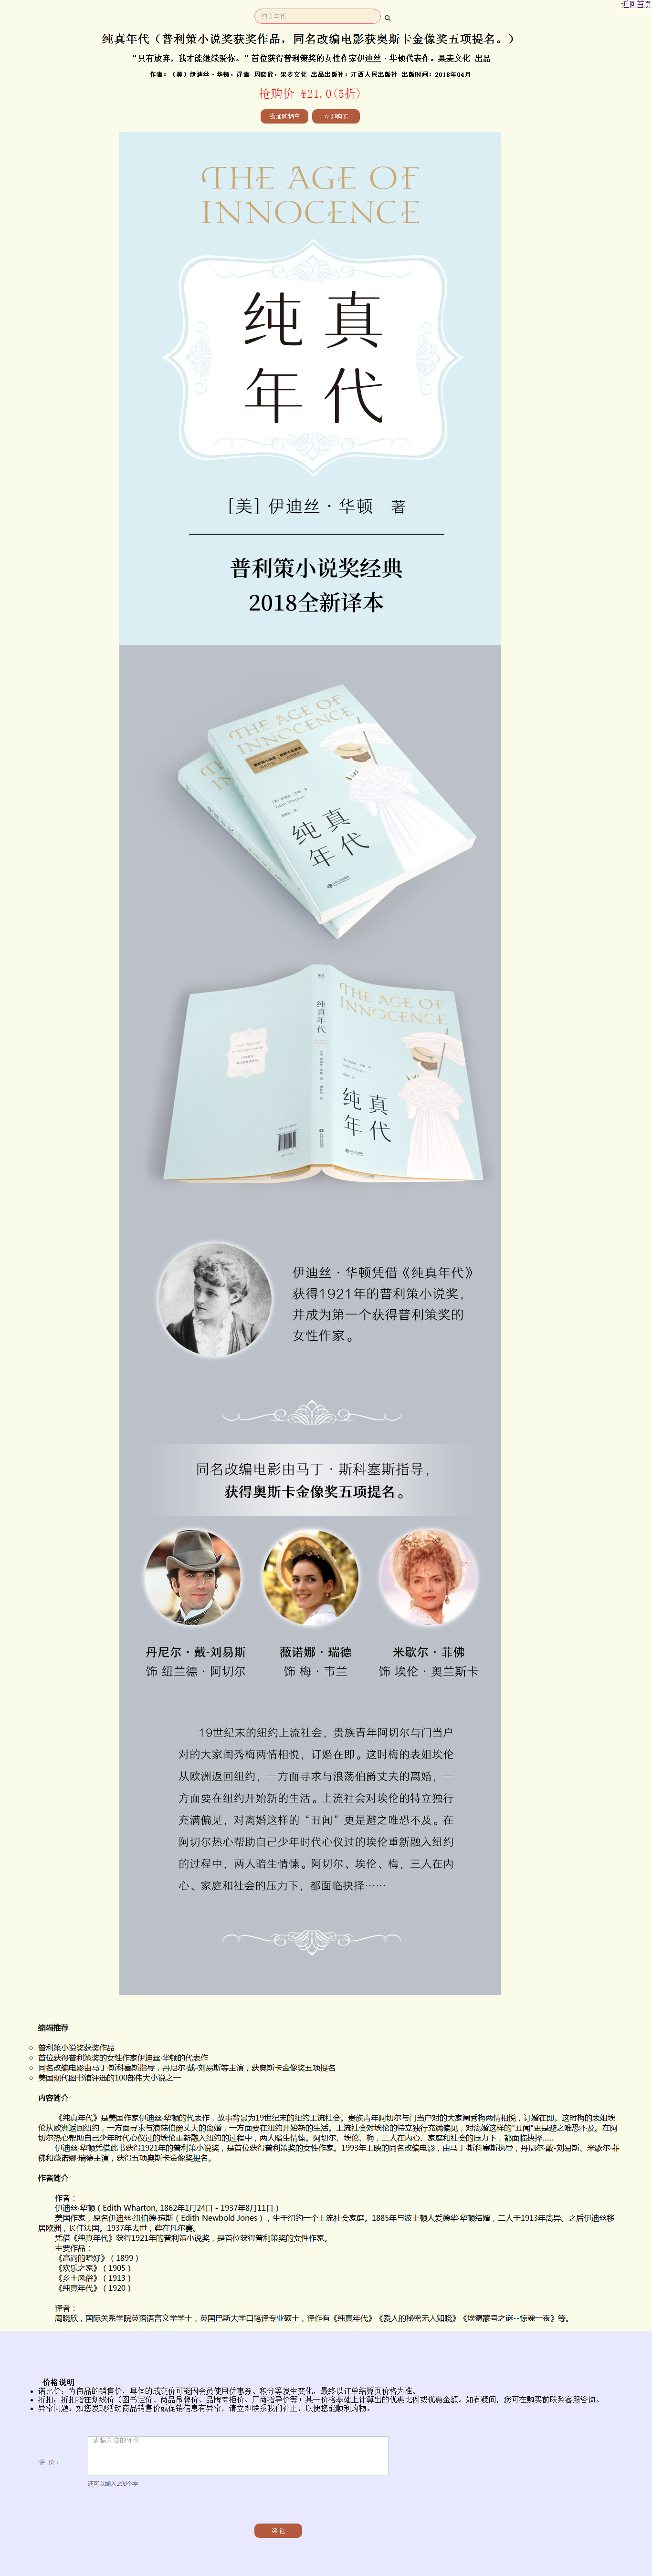 返回首页
纯真年代
纯真年代（普利策小说奖获奖作品，同名改编电影获奥斯卡金像奖五项提名。）
“只有放弃，我才能继续爱你。”首位获得普利策奖的女性作家伊迪丝·华顿代表作。果麦文化 出品
作者：（美）伊迪丝·华顿，译者 周晓欣，果麦文化 出品出版社：江西人民出版社 出版时间：2018年04月
抢购价 ¥21.0(5折)
添加购物车 立即购买
THE AGE OF
INNOCENCE
纯真
年代
[美] 伊迪丝·华顿 著
普利策小说奖经典
2018全新译本
THE AGE OF
INNOCENCE
[美] 伊迪丝·华顿 著
Edith Wharton
纯真
年代
THE AGE OF
INNOCENCE
纯真年代
纯真
年代
伊迪丝·华顿凭借《纯真年代》
获得1921年的普利策小说奖，
并成为第一个获得普利策奖的
女性作家。
同名改编电影由马丁·斯科塞斯指导，
获得奥斯卡金像奖五项提名。
丹尼尔·戴-刘易斯 薇诺娜·瑞德 米歇尔·菲佛
饰 纽兰德·阿切尔 饰 梅·韦兰 饰 埃伦·奥兰斯卡
19世纪末的纽约上流社会，贵族青年阿切尔与门当户
对的大家闺秀梅两情相悦，订婚在即。这时梅的表姐埃伦
从欧洲返回纽约，一方面寻求与浪荡伯爵丈夫的离婚，一
方面要在纽约开始新的生活。上流社会对埃伦的特立独行
充满偏见，对离婚这样的“丑闻”更是避之唯恐不及。在
阿切尔热心帮助自己少年时代心仪过的埃伦重新融入纽约
的过程中，两人暗生情愫。阿切尔、埃伦、梅，三人在内
心、家庭和社会的压力下，都面临抉择……
编辑推荐
普利策小说奖获奖作品
首位获得普利策奖的女性作家伊迪丝·华顿的代表作
同名改编电影由马丁·斯科塞斯指导，丹尼尔·戴-刘易斯等主演，获奥斯卡金像奖五项提名
美国现代图书馆评选的100部伟大小说之一
内容简介
《纯真年代》是美国作家伊迪丝·华顿的代表作，故事背景为19世纪末的纽约上流社会。贵族青年阿切尔与门当户对的大家闺秀梅两情相悦，订婚在即。这时梅的表姐埃
伦从欧洲返回纽约，一方面寻求与浪荡伯爵丈夫的离婚，一方面要在纽约开始新的生活。上流社会对埃伦的特立独行充满偏见，对离婚这样的“丑闻”更是避之唯恐不及。在阿
切尔热心帮助自己少年时代心仪过的埃伦重新融入纽约的过程中，两人暗生情愫。阿切尔、埃伦、梅，三人在内心、家庭和社会的压力下，都面临抉择……
伊迪丝·华顿凭借此书获得1921年的普利策小说奖，是首位获得普利策奖的女性作家。1993年上映的同名改编电影，由马丁·斯科塞斯执导，丹尼尔·戴-刘易斯、米歇尔·菲
佛和薇诺娜·瑞德主演，获得五项奥斯卡金像奖提名。
作者简介
作者：
伊迪丝·华顿（Edith Wharton, 1862年1月24日 - 1937年8月11日）
美国作家，原名伊迪丝·纽伯德·琼斯（Edith Newbold Jones），生于纽约一个上流社会家庭。1885年与波士顿人爱德华·华顿结婚，二人于1913年离异。之后伊迪丝移
居欧洲，长住法国。1937年去世，葬在凡尔赛。
凭借《纯真年代》获得1921年的普利策小说奖，是首位获得普利策奖的女性作家。
主要作品：
《高尚的嗜好》（1899）
《欢乐之家》（1905）
《乡土风俗》（1913）
《纯真年代》（1920）
译者：
周晓欣，国际关系学院英语语言文学学士，英国巴斯大学口笔译专业硕士，译作有《纯真年代》《爱人的秘密无人知晓》《埃德蒙号之谜--惊魂一夜》等。
价格说明
诺比价：为商品的销售价，具体的成交价可能因会员使用优惠券、积分等发生变化，最终以订单结算页价格为准。
折扣：折扣指在划线价（图书定价、商品吊牌价、品牌专柜价、厂商指导价等）某一价格基础上计算出的优惠比例或优惠金额。如有疑问，您可在购买前联系客服咨询。
异常问题：如您发现活动商品销售价或促销信息有异常，请立即联系我们补正，以便您能顺利购物。
评 价：
请输入您的评价
还可以输入200个字
评 论